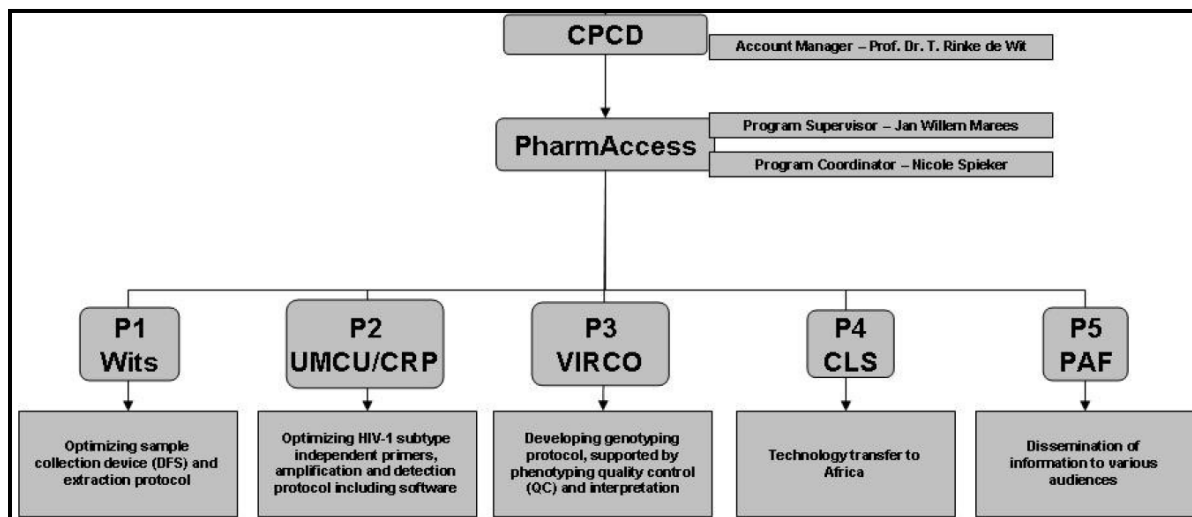 CPCD
Account Manager – Prof. Dr. T. Rinke de Wit
PharmAccess
Program Supervisor – Jan Willem Marees
Program Coordinator – Nicole Spieker
P1
Wits
P2
UMCU/CRP
P3
VIRCO
P4
CLS
P5
PAF
Optimizing sample
collection device (DFS) and
extraction protocol
Optimizing HIV-1 subtype
independent primers,
amplification and detection
protocol including software
Developing genotyping
protocol, supported by
phenotyping quality control
(QC) and interpretation
Technology transfer to
Africa
Dissemination of
information to various
audiences